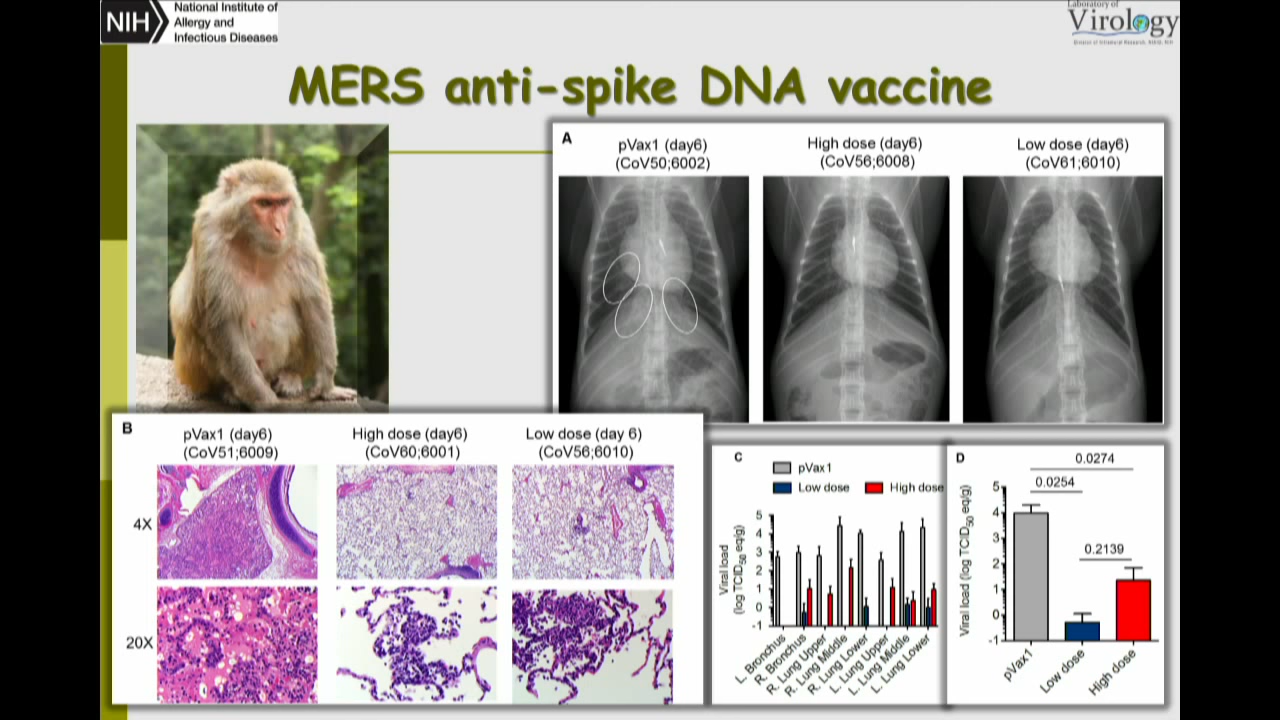 NIH
National Institute of
Allergy and
Infectious Diseases
Laboratory of
Virology
MERS anti-spike DNA vaccine
A
pVax1 (day6)
(CoV50;6002)
High dose (day6)
(CoV56;6008)
Low dose (day6)
(CoV61;6010)
B
pVax1 (day6)
(CoV51;6009)
High dose (day6)
(CoV60;6001)
Low dose (day 6)
(CoV56;6010)
4X
20X
C
pVax1
Low dose
High dose
Viral load
(log TCID50 eq/g)
5
4
3
2
1
0
-1
L. Bronchus
R. Bronchus
R. Lung Upper
R. Lung Middle
R. Lung Lower
L. Lung Upper
L. Lung Middle
L. Lung Lower
D
0.0274
0.0254
0.2139
Viral load (log TCID50 eq/g)
5
4
3
2
1
0
-1
pVax1
Low dose
High dose